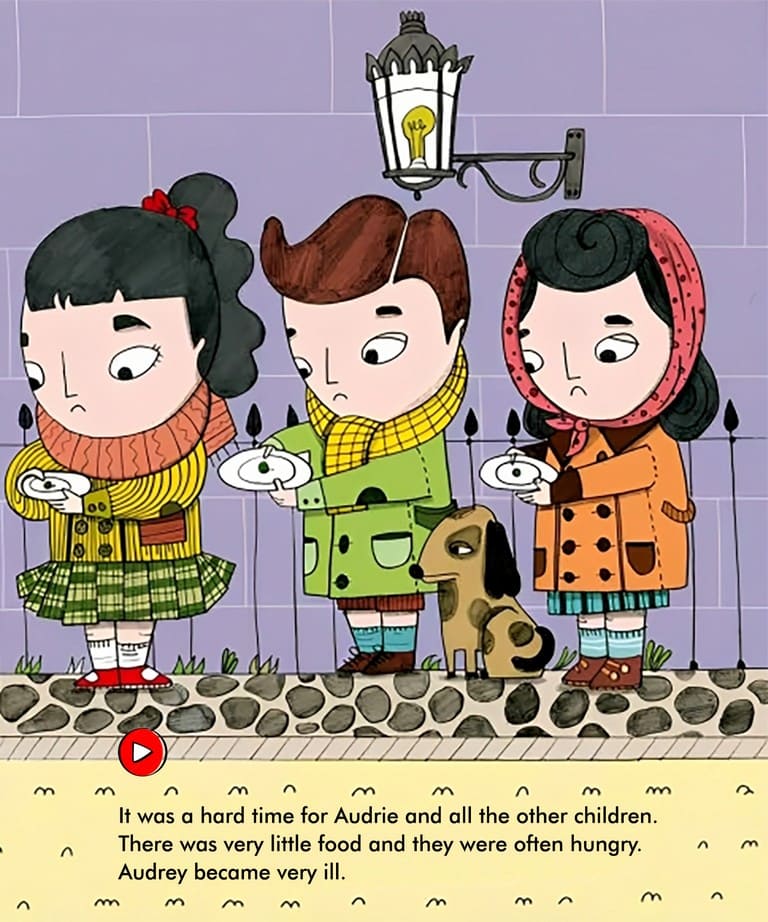 It was a hard time for Audrie and all the other children.
There was very little food and they were often hungry.
Audrey became very ill.